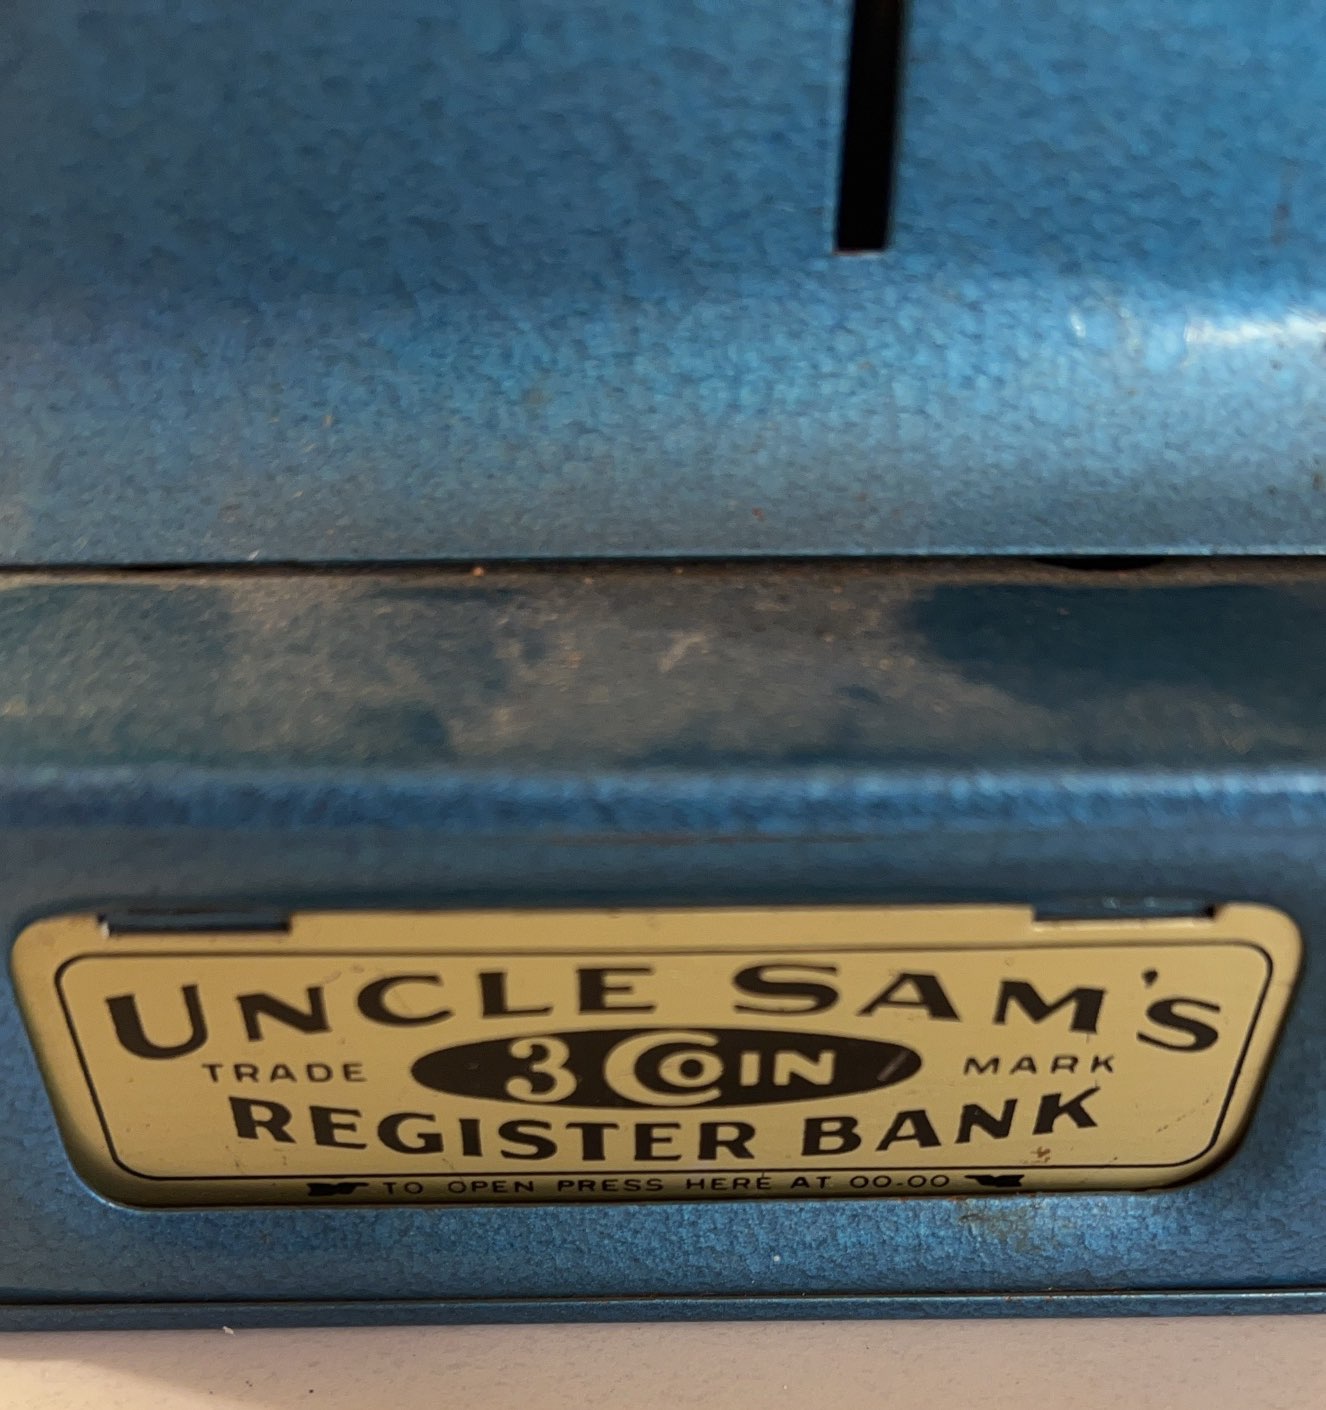 UNCLE SAM'S
TRADE 3 COIN MARK
REGISTER BANK
TO OPEN PRESS HERE AT 00-00